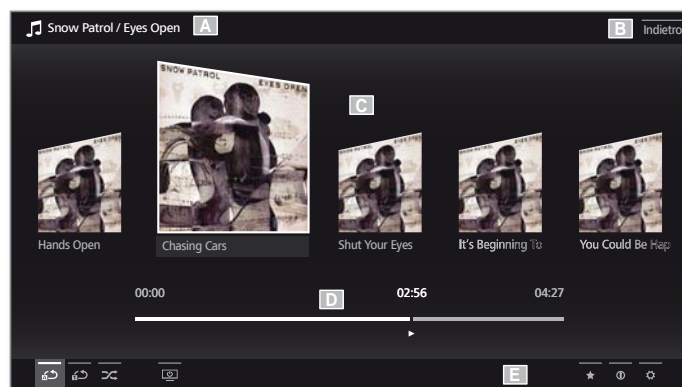 Snow Patrol / Eyes Open A
B Indietro
SNOW PATROL
EYES OPEN
C
Hands Open
Chasing Cars
Shut Your Eyes
It's Beginning To
You Could Be Hap
00:00
D
02:56
04:27
E